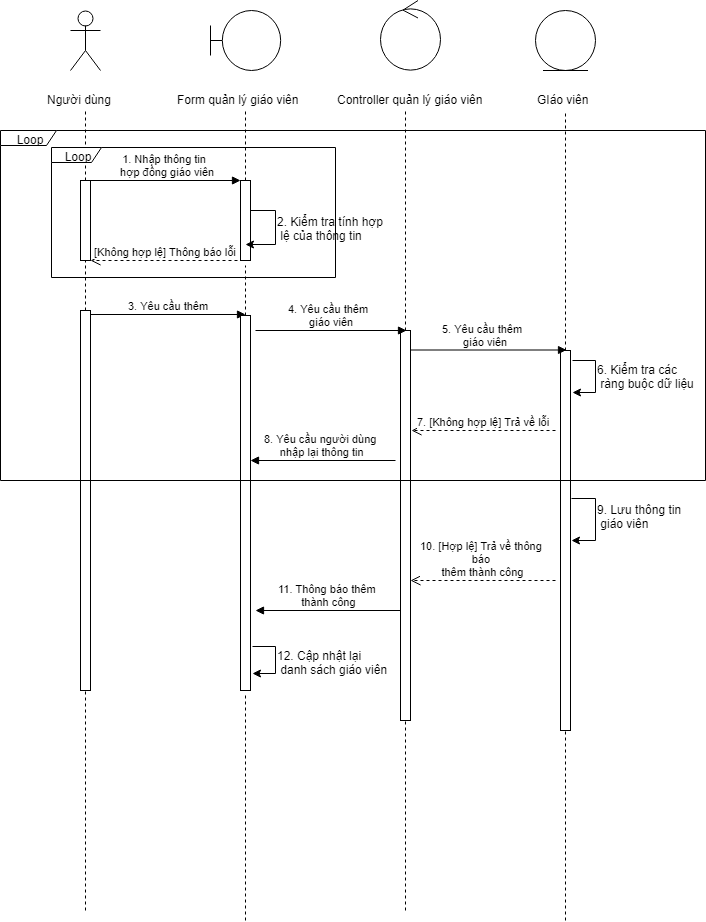 Người dùng
Form quản lý giáo viên
Controller quản lý giáo viên
GIáo viên
Loop
Loop
1. Nhập thông tin
hợp đồng giáo viên
2. Kiểm tra tính hợp
lệ của thông tin
[Không hợp lệ] Thông báo lỗi
3. Yêu cầu thêm
4. Yêu cầu thêm
giáo viên
5. Yêu cầu thêm
giáo viên
6. Kiểm tra các
ràng buộc dữ liệu
7. [Không hợp lệ] Trả về lỗi
8. Yêu cầu người dùng
nhập lại thông tin
9. Lưu thông tin
giáo viên
10. [Hợp lệ] Trả về thông
báo
thêm thành công
11. Thông báo thêm
thành công
12. Cập nhật lại
danh sách giáo viên